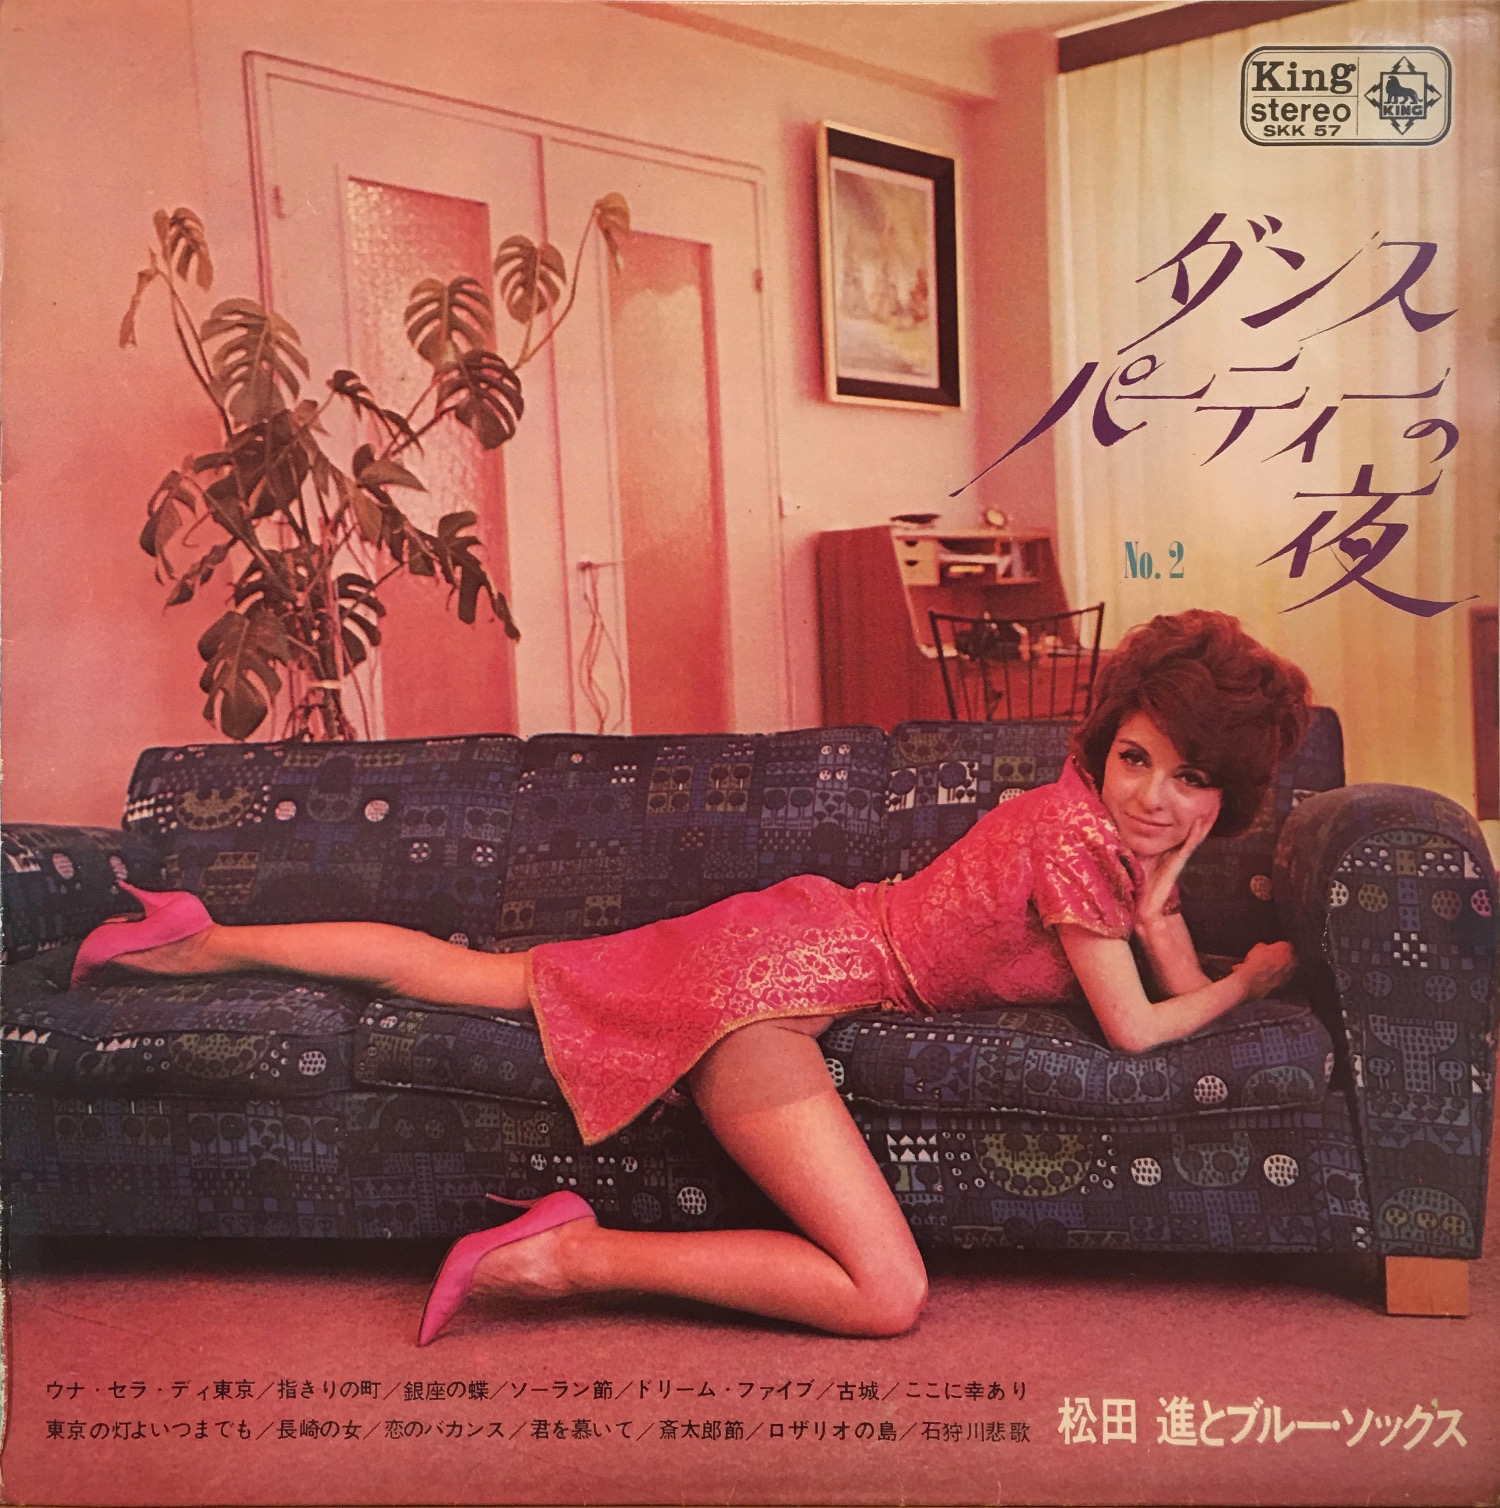 King
stereo
SKK 57
KING
ダンス
パーティーの
夜
No. 2
ウナ・セラ・ディ東京／指きりの町／銀座の蝶／ソーラン節／ドリーム・ファイブ／古城／ここに幸あり
東京の灯よいつまでも／長崎の女／恋のバカンス／君を慕いて／斎太郎節／ロザリオの島／石狩川悲歌
松田 進とブルー・ソックス